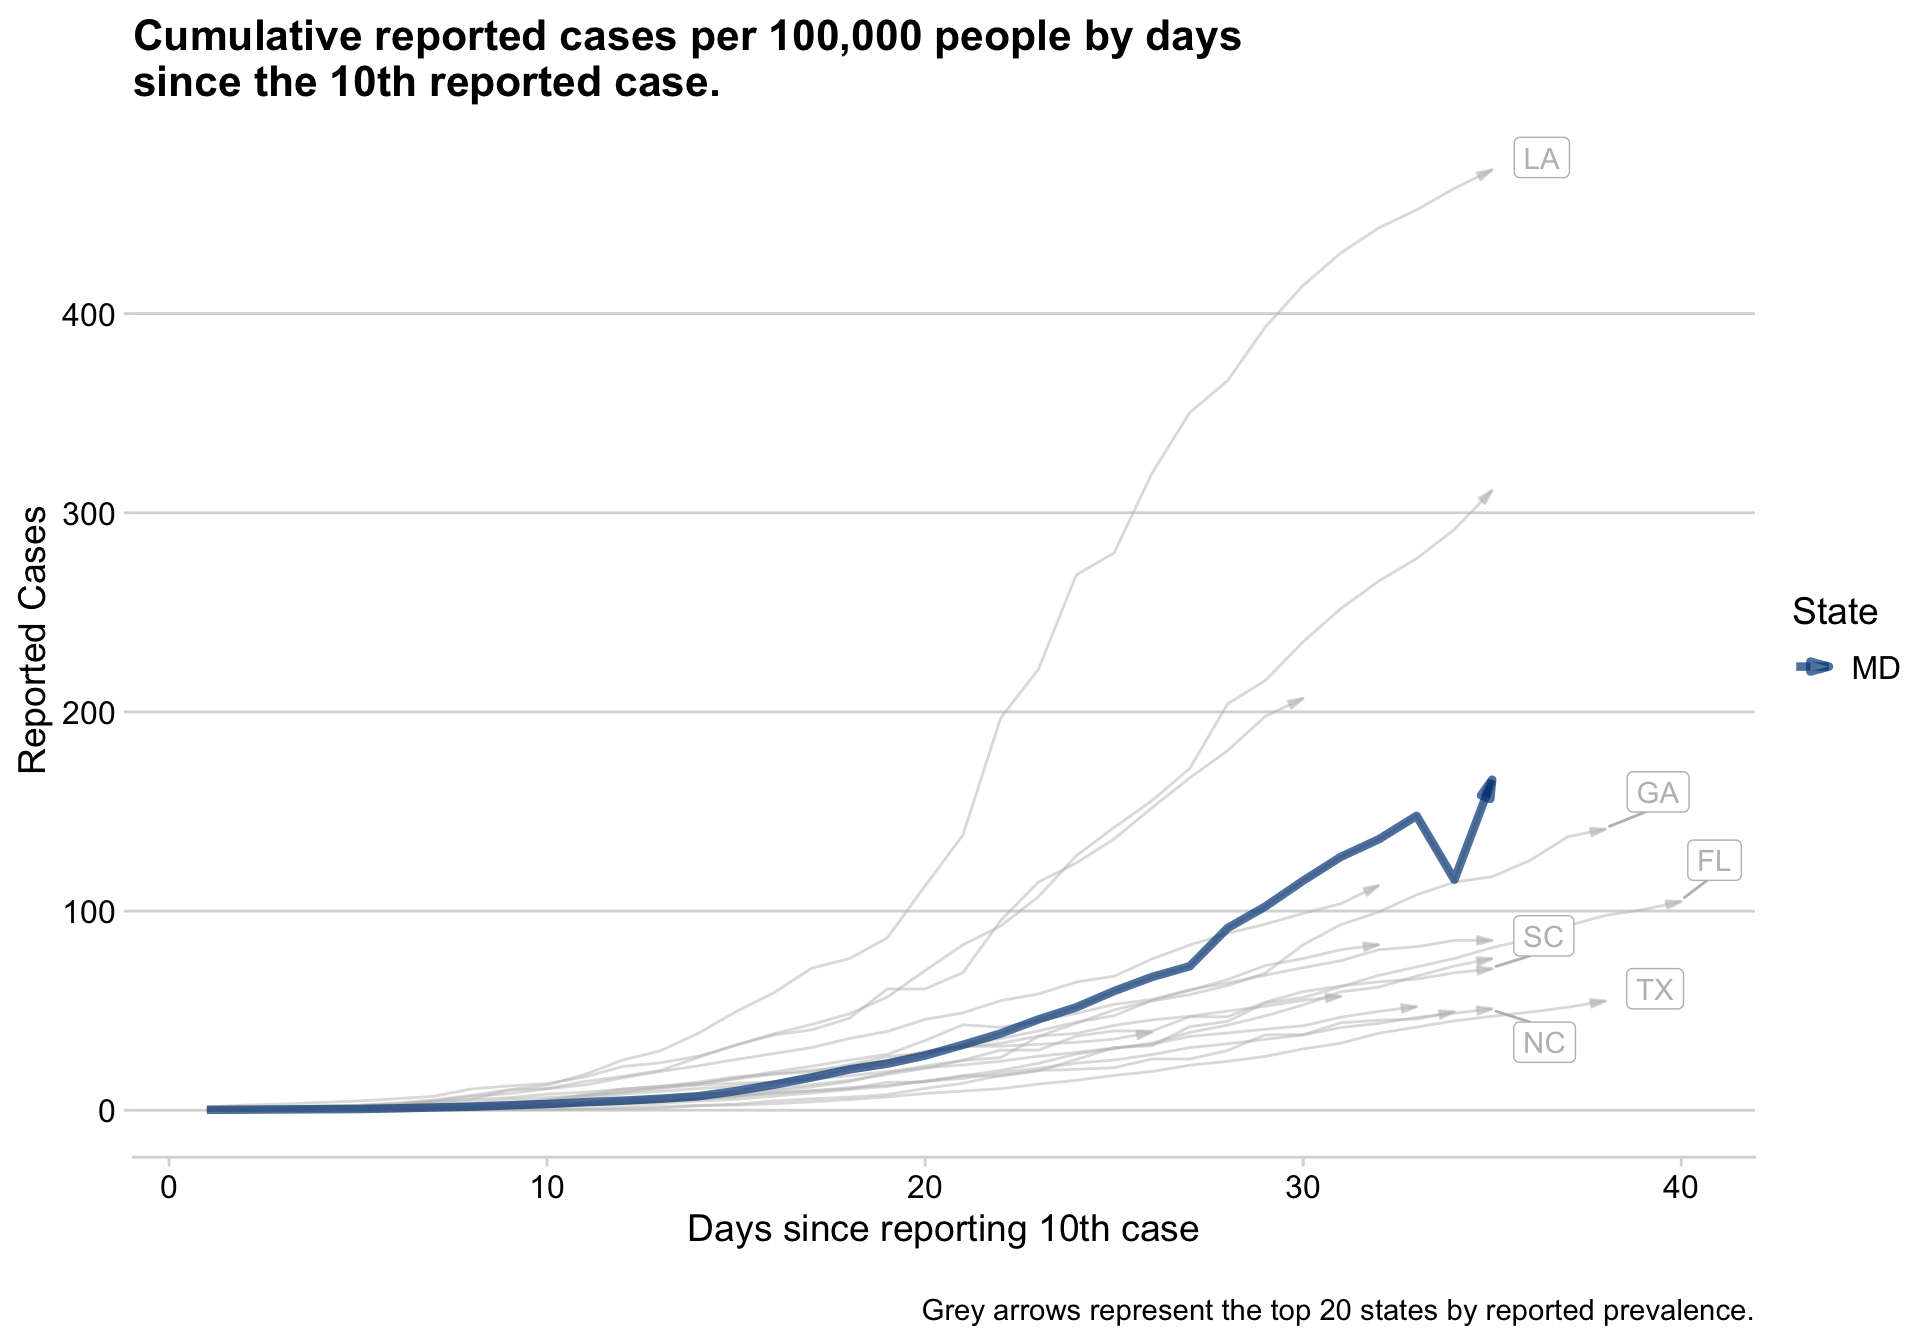 Cumulative reported cases per 100,000 people by days
since the 10th reported case.
LA
400
300
200
100
0
Reported Cases
GA
FL
SC
TX
NC
State
MD
0 10 20 30 40
Days since reporting 10th case
Grey arrows represent the top 20 states by reported prevalence.